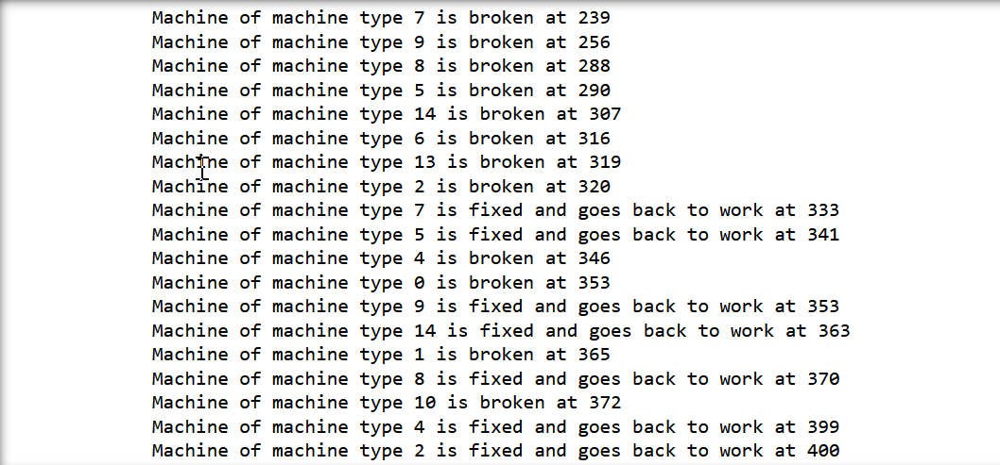 Machine of machine type 7 is broken at 239
Machine of machine type 9 is broken at 256
Machine of machine type 8 is broken at 288
Machine of machine type 5 is broken at 290
Machine of machine type 14 is broken at 307
Machine of machine type 6 is broken at 316
Machine of machine type 13 is broken at 319
Machine of machine type 2 is broken at 320
Machine of machine type 7 is fixed and goes back to work at 333
Machine of machine type 5 is fixed and goes back to work at 341
Machine of machine type 4 is broken at 346
Machine of machine type 0 is broken at 353
Machine of machine type 9 is fixed and goes back to work at 353
Machine of machine type 14 is fixed and goes back to work at 363
Machine of machine type 1 is broken at 365
Machine of machine type 8 is fixed and goes back to work at 370
Machine of machine type 10 is broken at 372
Machine of machine type 4 is fixed and goes back to work at 399
Machine of machine type 2 is fixed and goes back to work at 400